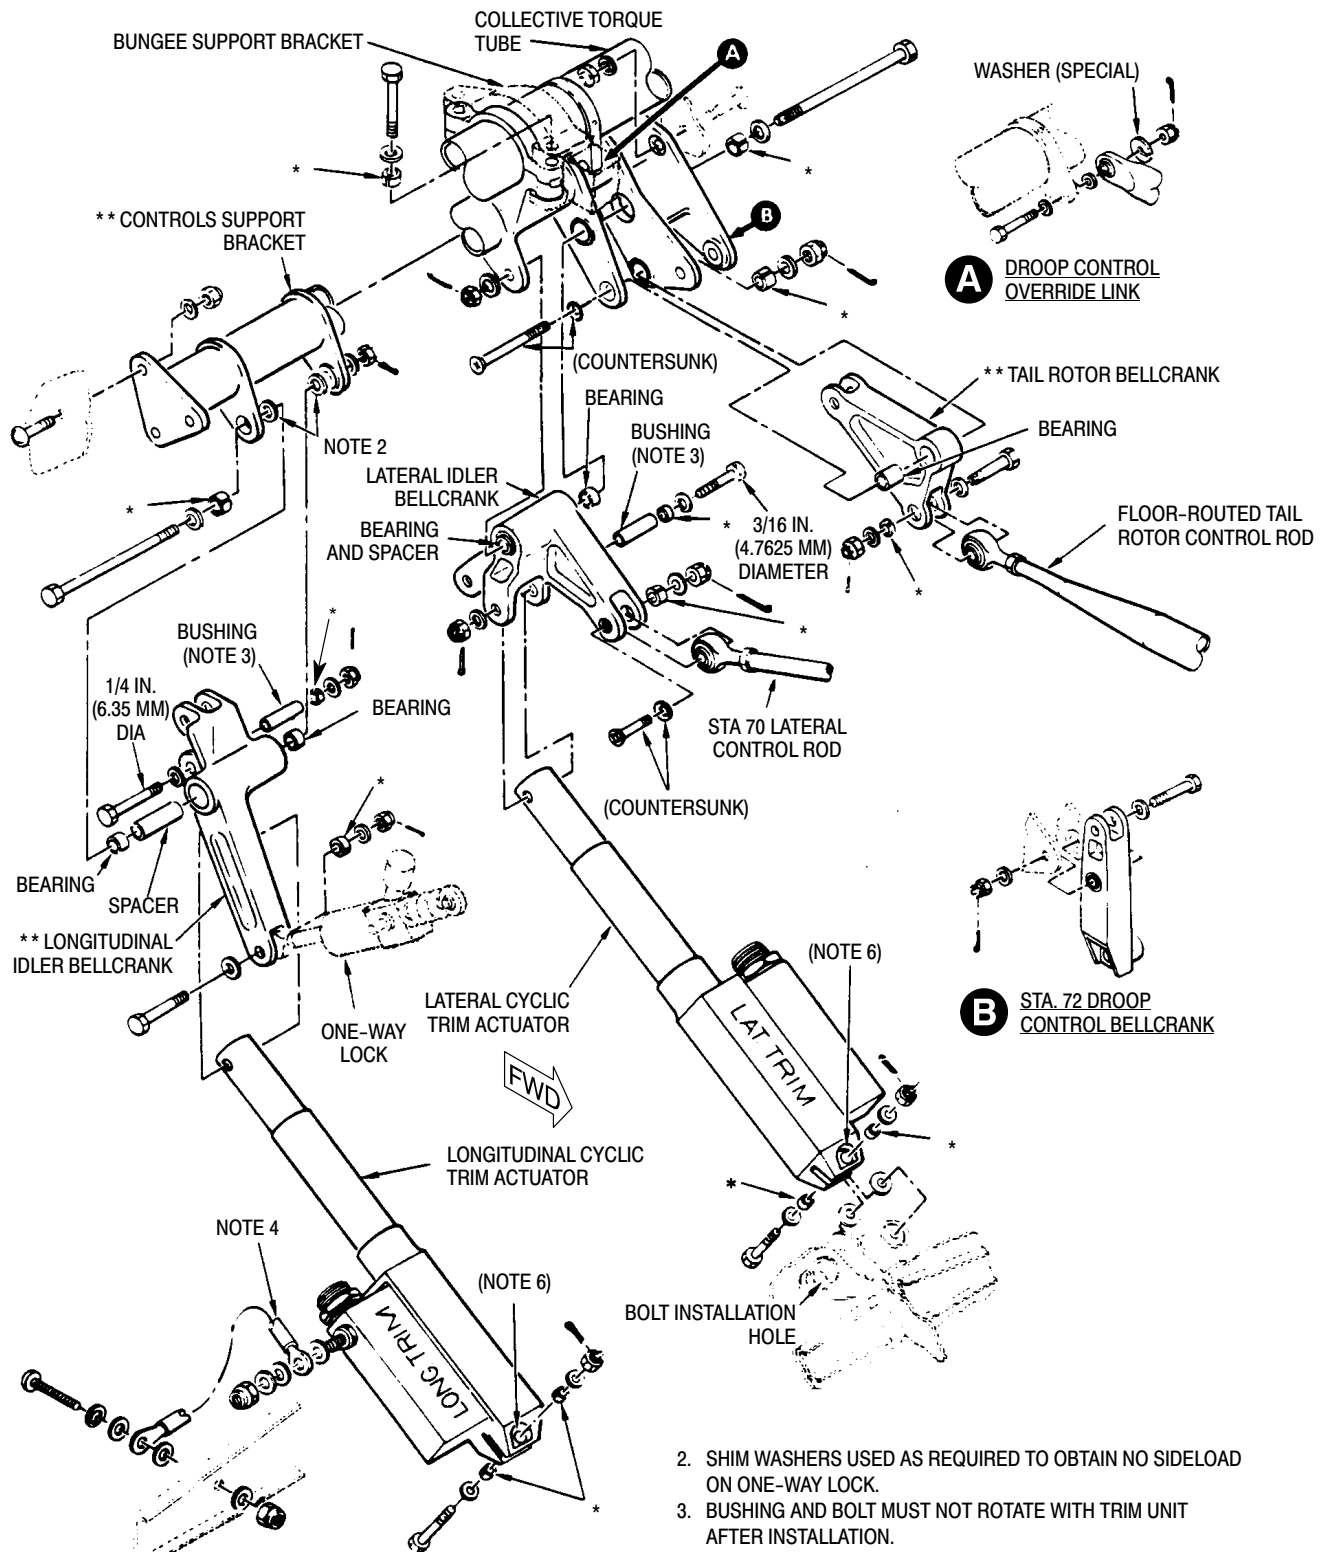 COLLECTIVE TORQUE
TUBE
BUNGEE SUPPORT BRACKET
A
WASHER (SPECIAL)
*
*
** CONTROLS SUPPORT
BRACKET
B
A
DROOP CONTROL
OVERRIDE LINK
*
(COUNTERSUNK)
** TAIL ROTOR BELLCRANK
BEARING
BEARING
NOTE 2
BUSHING
(NOTE 3)
LATERAL IDLER
BELLCRANK
*
*
BEARING
AND SPACER
3/16 IN.
(4.7625 MM)
DIAMETER
FLOOR-ROUTED TAIL
ROTOR CONTROL ROD
*
*
*
BUSHING
(NOTE 3)
1/4 IN.
(6.35 MM)
DIA
BEARING
STA 70 LATERAL
CONTROL ROD
*
(COUNTERSUNK)
BEARING
SPACER
** LONGITUDINAL
IDLER BELLCRANK
(NOTE 6)
LATERAL CYCLIC
TRIM ACTUATOR
ONE-WAY
LOCK
LAT TRIM
B
STA. 72 DROOP
CONTROL BELLCRANK
FWD
*
LONGITUDINAL CYCLIC
TRIM ACTUATOR
*
NOTE 4
(NOTE 6)
BOLT INSTALLATION
HOLE
LONG TRIM
*
2. SHIM WASHERS USED AS REQUIRED TO OBTAIN NO SIDELOAD
ON ONE-WAY LOCK.
3. BUSHING AND BOLT MUST NOT ROTATE WITH TRIM UNIT
AFTER INSTALLATION.